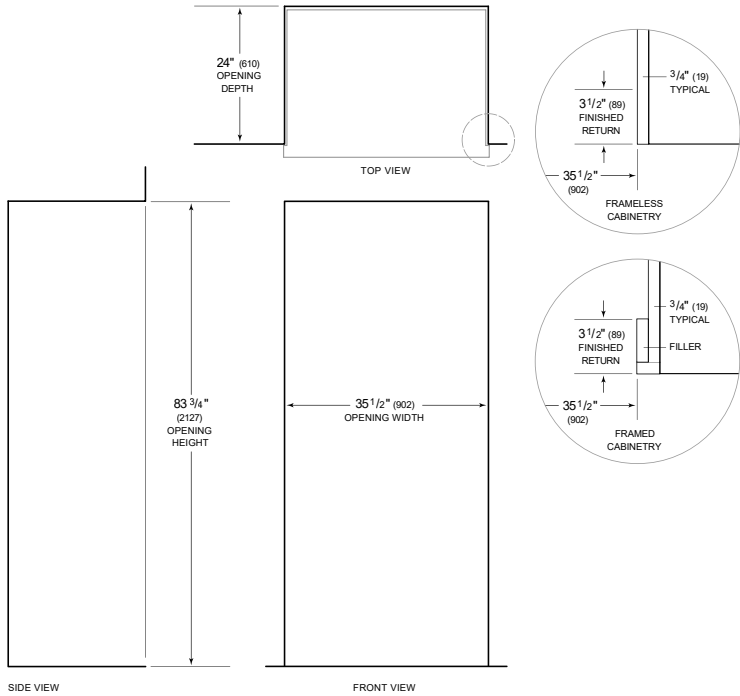 24" (610)
OPENING
DEPTH
TOP VIEW
3/4" (19)
TYPICAL
3 1/2" (89)
FINISHED
RETURN
35 1/2"
(902)
FRAMELESS
CABINETRY
3/4" (19)
TYPICAL
3 1/2" (89)
FINISHED
RETURN
FILLER
35 1/2"
(902)
FRAMED
CABINETRY
83 3/4"
(2127)
OPENING
HEIGHT
35 1/2" (902)
OPENING WIDTH
SIDE VIEW
FRONT VIEW